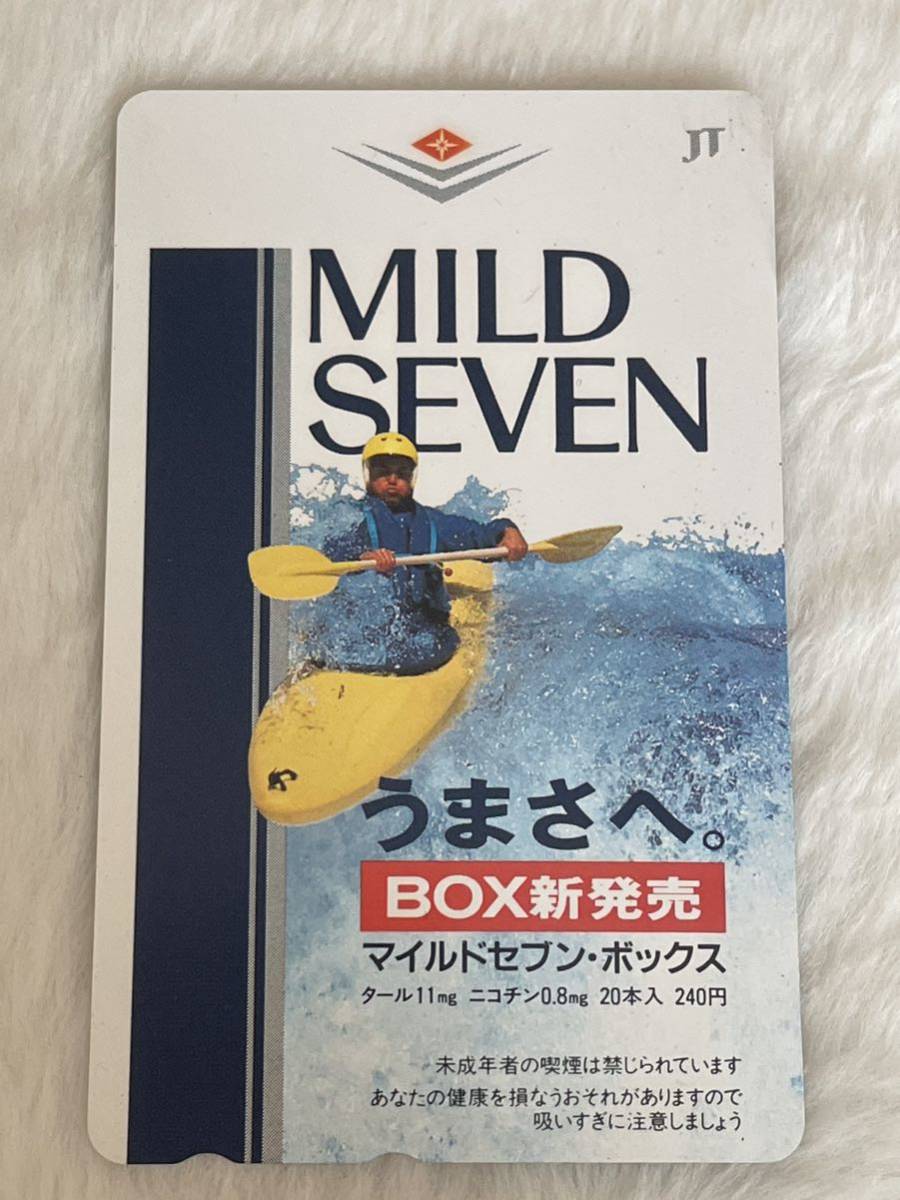 JT
MILD
SEVEN
うまさへ。
BOX新発売
マイルドセブン・ボックス
タール11mg ニコチン0.8mg 20本入 240円
未成年者の喫煙は禁じられています
あなたの健康を損なうおそれがありますので
吸いすぎに注意しましょう